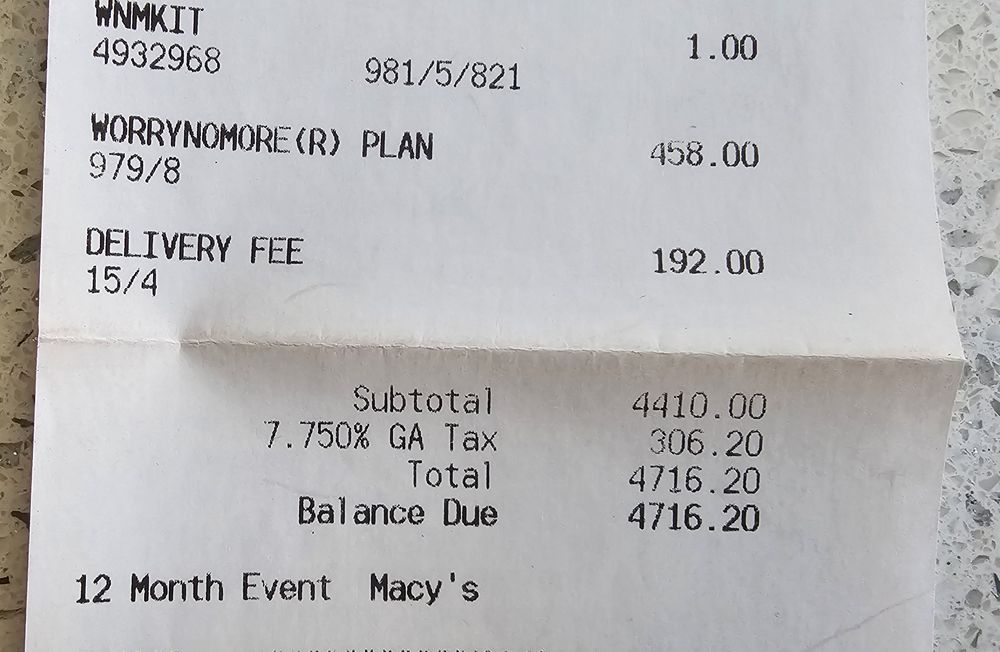 WNMKIT
4932968 981/5/821 1.00
WORRYNOMORE(R) PLAN 458.00
979/8
DELIVERY FEE 192.00
15/4
Subtotal 4410.00
7.750% GA Tax 306.20
Total 4716.20
Balance Due 4716.20
12 Month Event Macy's